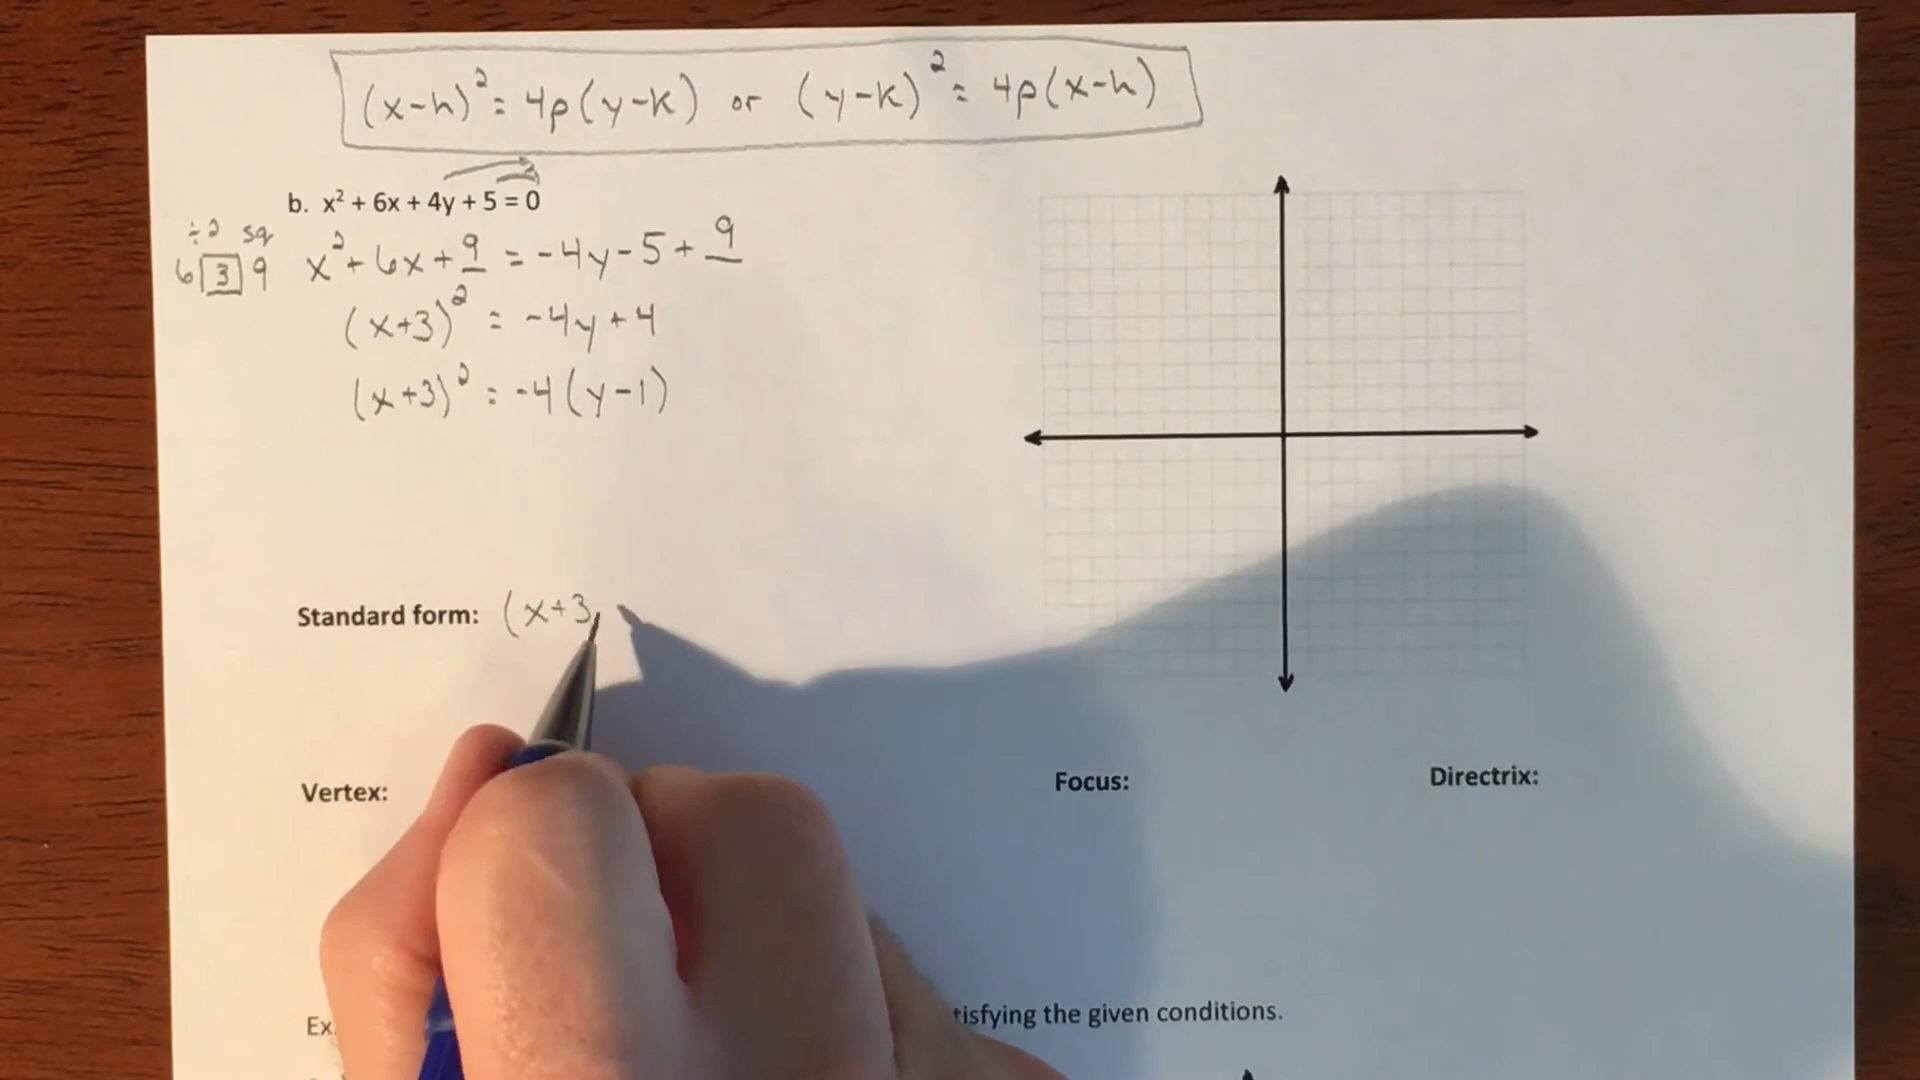 (x-h)² = 4p(y-k) or (y-k)² = 4p(x-h)
b. x² + 6x + 4y + 5 = 0
÷2 sq
6 3 9 x² + 6x + 9 = -4y - 5 + 9
(x+3)² = -4y + 4
(x+3)² = -4(y-1)
Standard form: (x+3
Vertex: Focus: Directrix:
Ex tisfying the given conditions.